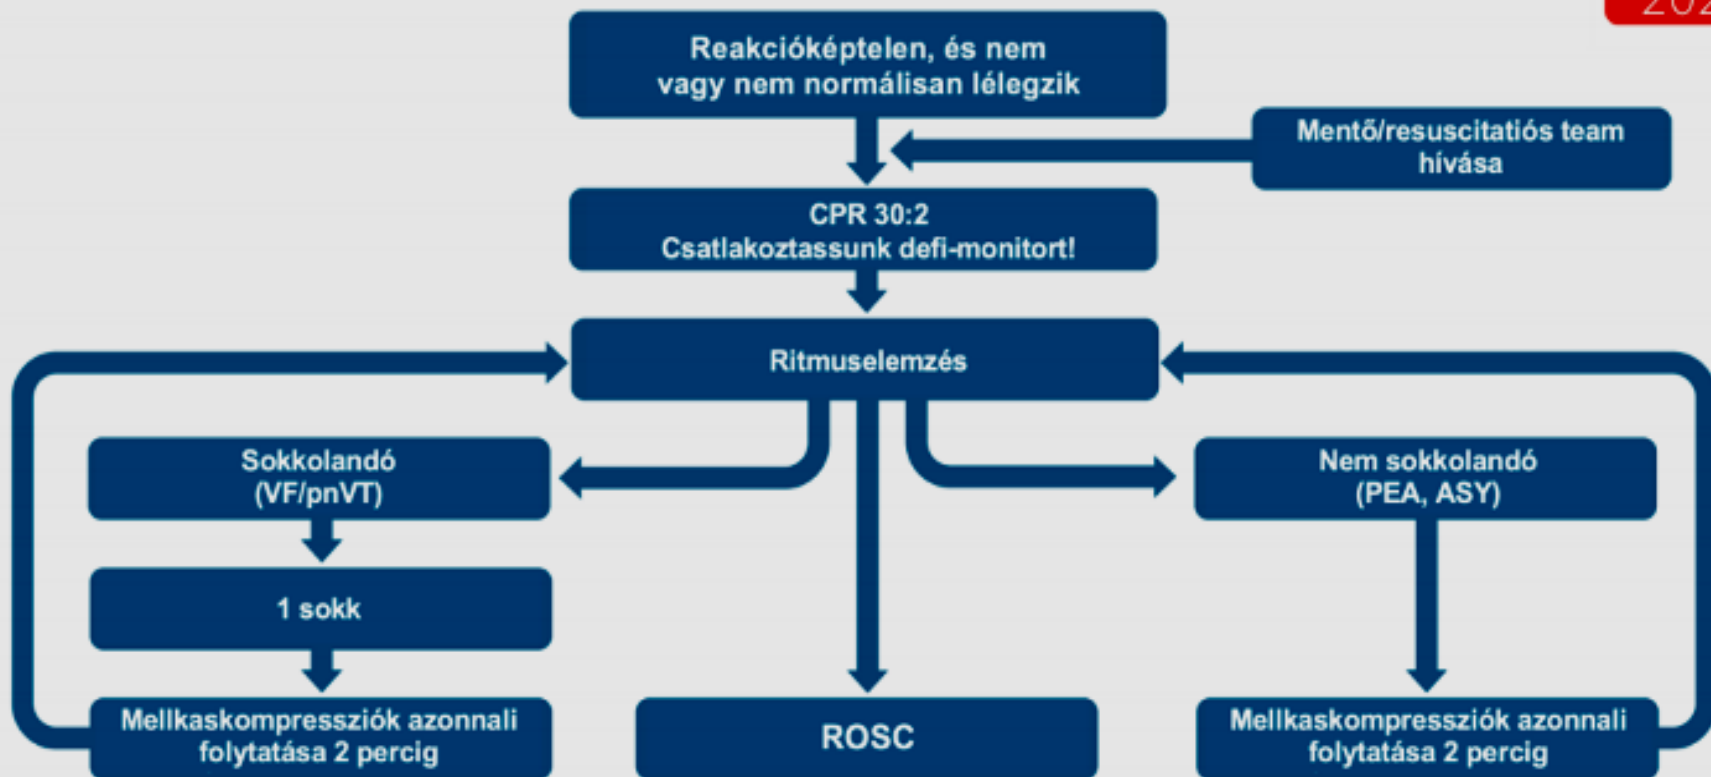 Reakcióképtelen, és nem
vagy nem normálisan lélegzik
Mentő/resuscitatiós team
hívása
CPR 30:2
Csatlakoztassunk defi-monitort!
Ritmuselemzés
Sokkolandó
(VF/pnVT)
Nem sokkolandó
(PEA, ASY)
1 sokk
Mellkaskompressziók azonnali
folytatása 2 percig
ROSC
Mellkaskompressziók azonnali
folytatása 2 percig